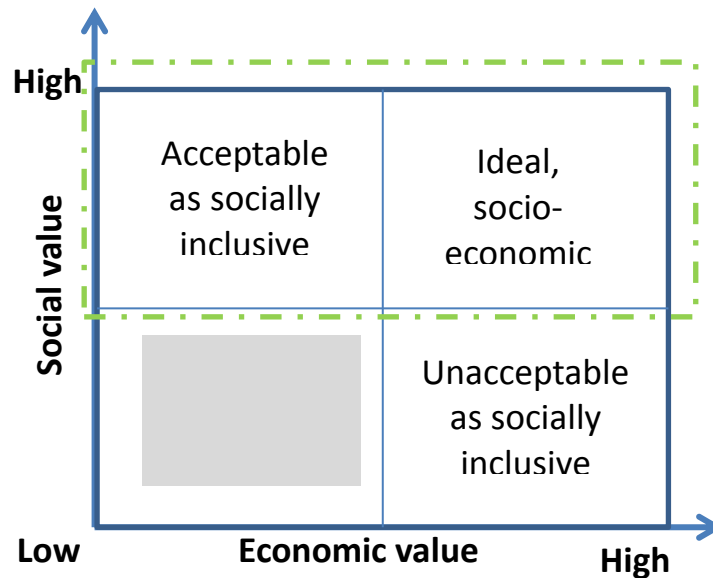 High
Social value
Acceptable
as socially
inclusive
Ideal,
socio-
economic
Unacceptable
as socially
inclusive
Low
Economic value
High